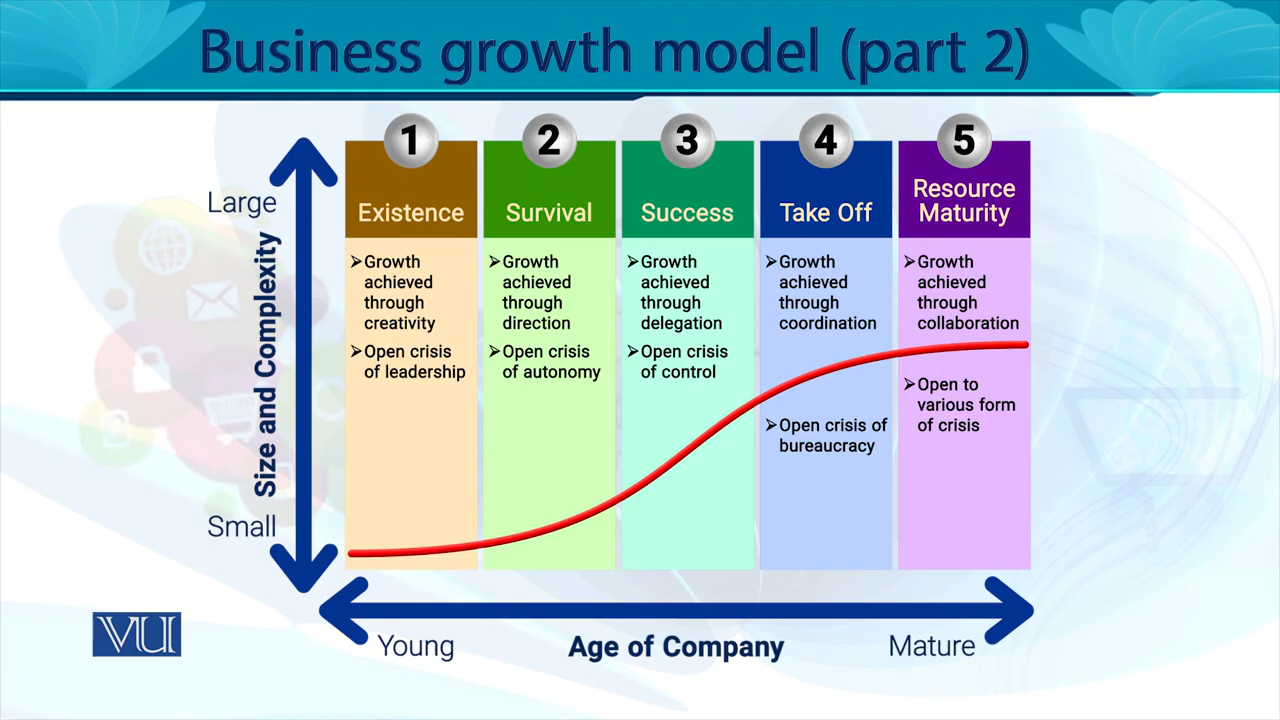 Business growth model (part 2)
1
2
3
4
5
Existence
Survival
Success
Take Off
Resource
Maturity
Large
Size and Complexity
Small
➢Growth
achieved
through
creativity
➢Open crisis
of leadership
➢Growth
achieved
through
direction
➢Open crisis
of autonomy
➢Growth
achieved
through
delegation
➢Open crisis
of control
➢Growth
achieved
through
coordination
➢Open crisis of
bureaucracy
➢Growth
achieved
through
collaboration
➢Open to
various form
of crisis
Young
Age of Company
Mature
VU